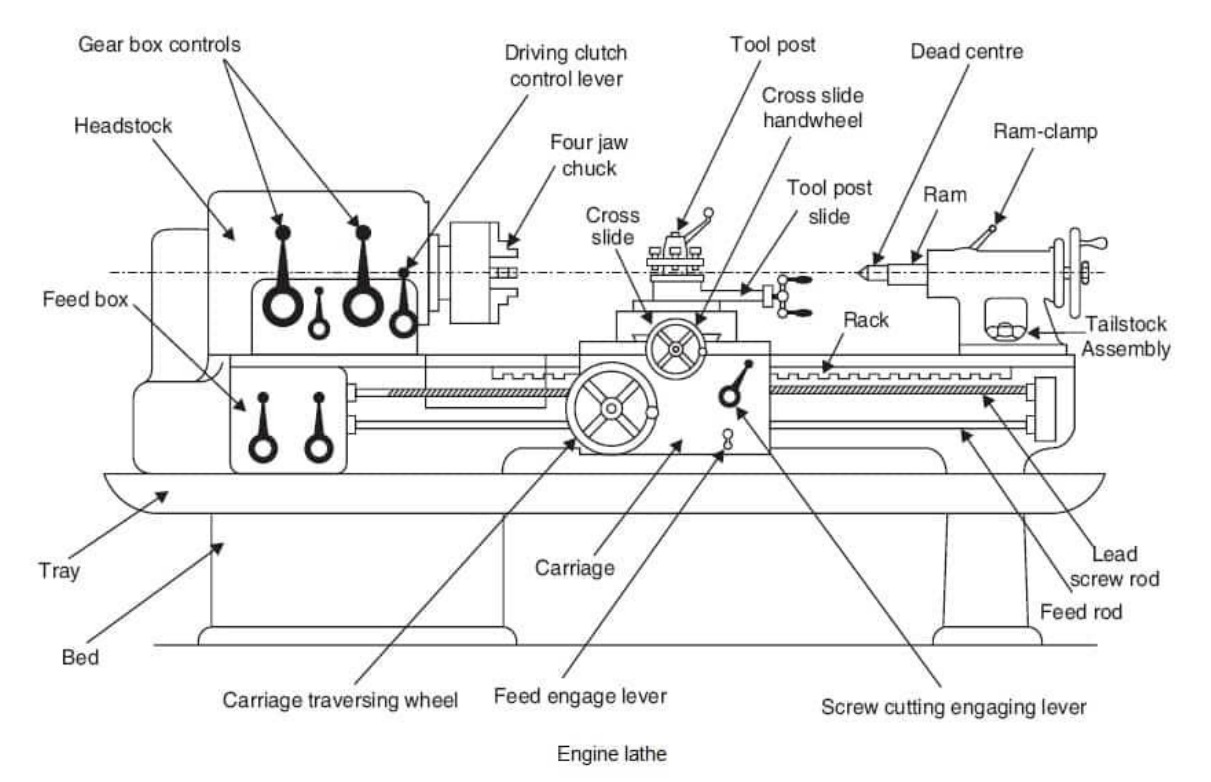 Gear box controls
Driving clutch
control lever
Tool post
Dead centre
Cross slide
handwheel
Headstock
Four jaw
chuck
Ram-clamp
Tool post
slide
Ram
Cross
slide
Feed box
Rack
Tailstock
Assembly
Tray
Carriage
Lead
screw rod
Feed rod
Bed
Carriage traversing wheel
Feed engage lever
Screw cutting engaging lever
Engine lathe